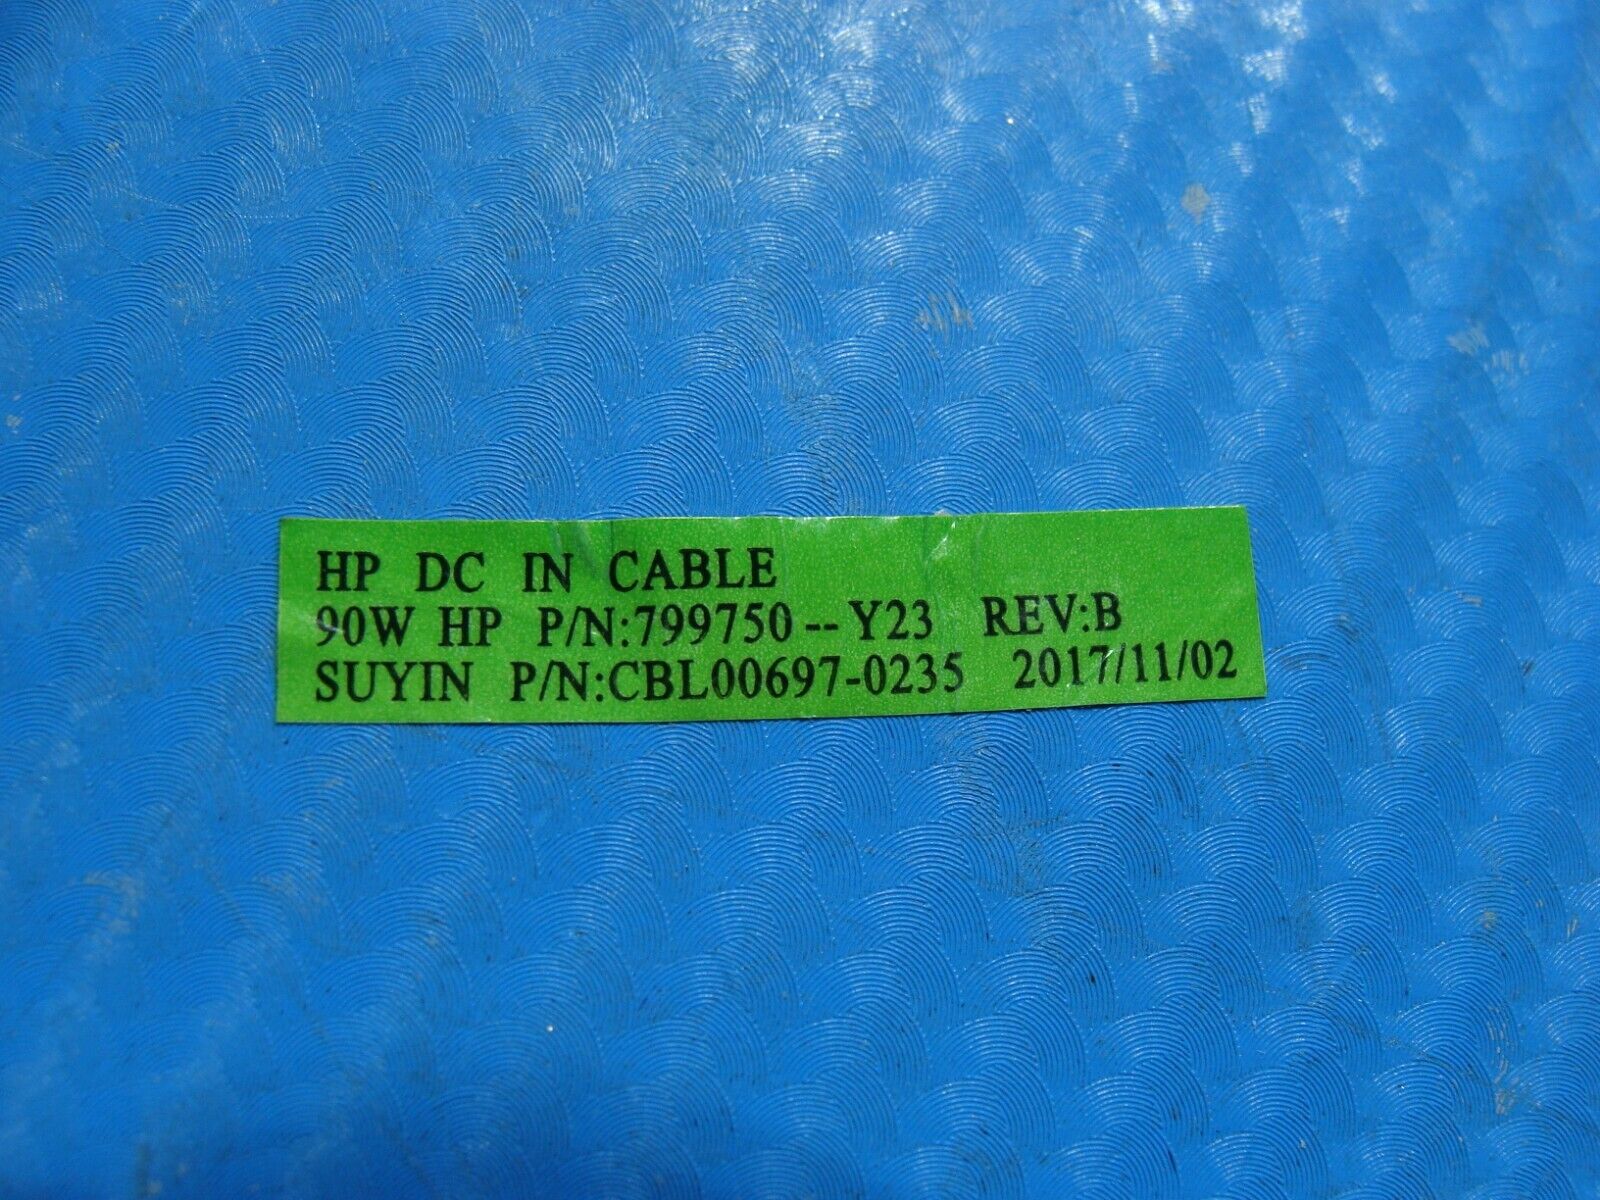 HP DC IN CABLE
90W HP P/N:799750--Y23 REV:B
SUYIN P/N:CBL00697-0235 2017/11/02